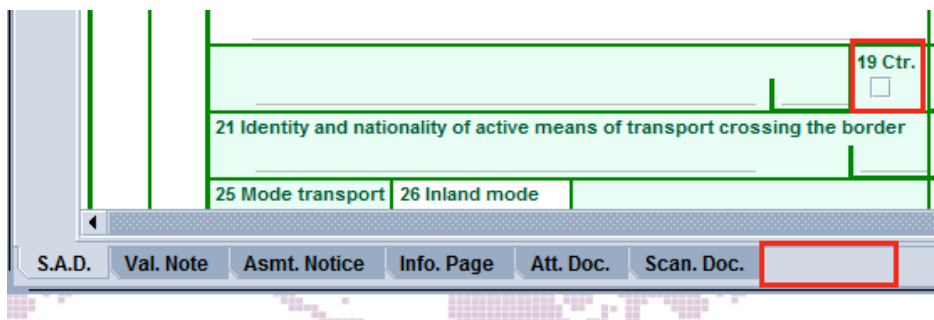 19 Ctr.
21 Identity and nationality of active means of transport crossing the border
25 Mode transport 26 Inland mode
S.A.D. Val. Note Asmt. Notice Info. Page Att. Doc. Scan. Doc.